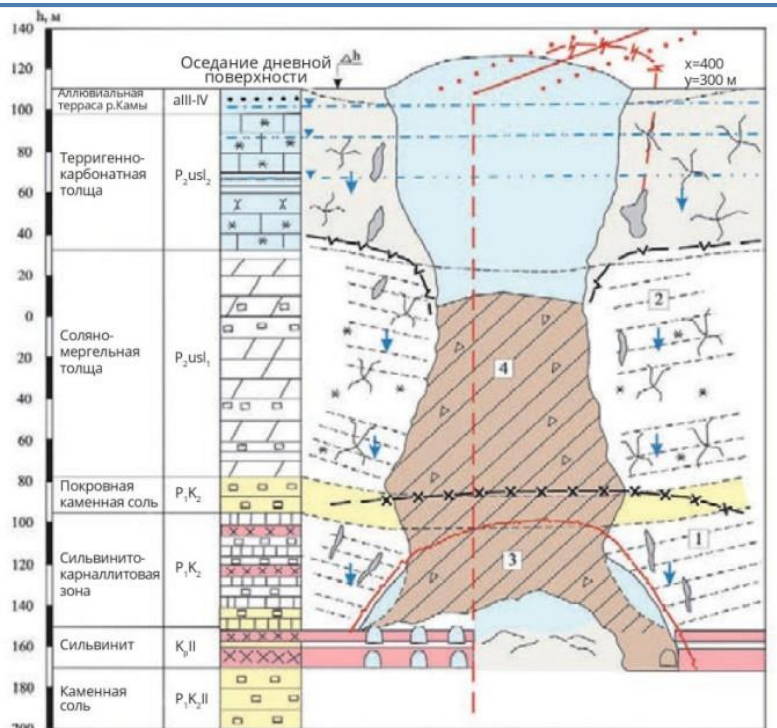 h, м
140
120
100
80
60
40
20
0
20
40
60
80
100
120
140
160
180
200
Оседание дневной
поверхности
Δh
x=400
y=300 м
Аллювиальная
терраса р.Камы
aIII-IV
Терригенно-
карбонатная
толща
P₂usl₂
Соляно-
мергельная
толща
P₂usl₁
Покровная
каменная соль
P₁K₂
Сильвинито-
карналлитовая
зона
P₁K₂
Сильвинит
KpII
Каменная
соль
P₁K₂II
2
4
1
3